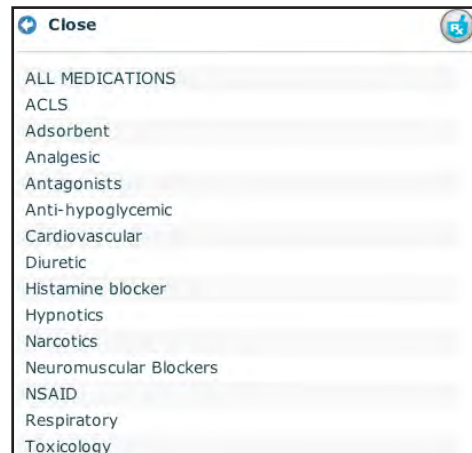 Close
Rx
ALL MEDICATIONS
ACLS
Adsorbent
Analgesic
Antagonists
Anti-hypoglycemic
Cardiovascular
Diuretic
Histamine blocker
Hypnotics
Narcotics
Neuromuscular Blockers
NSAID
Respiratory
Toxicology